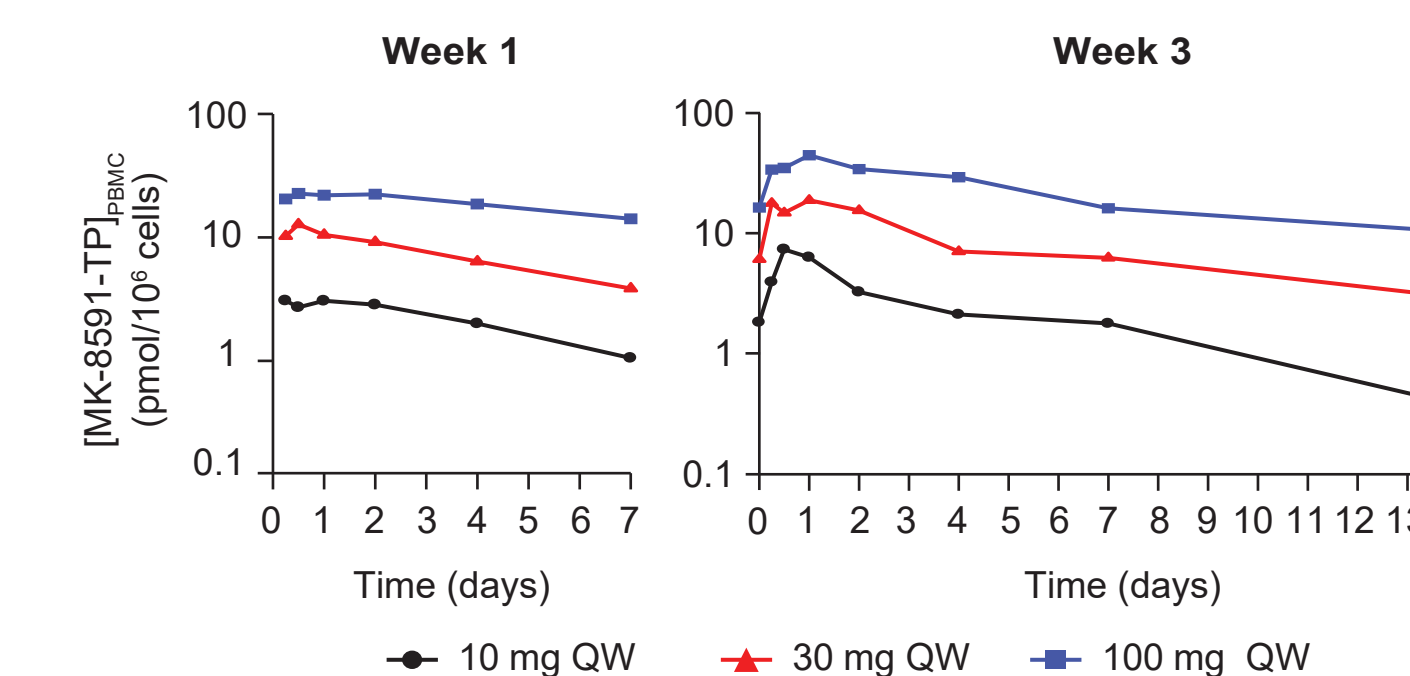 Week 1
Week 3
[MK-8591-TP]PBMC
(pmol/10⁶ cells)
100
10
1
0.1
100
10
1
0.1
0 1 2 3 4 5 6 7
0 1 2 3 4 5 6 7 8 9 10 11 12
Time (days)
Time (days)
10 mg QW
30 mg QW
100 mg QW